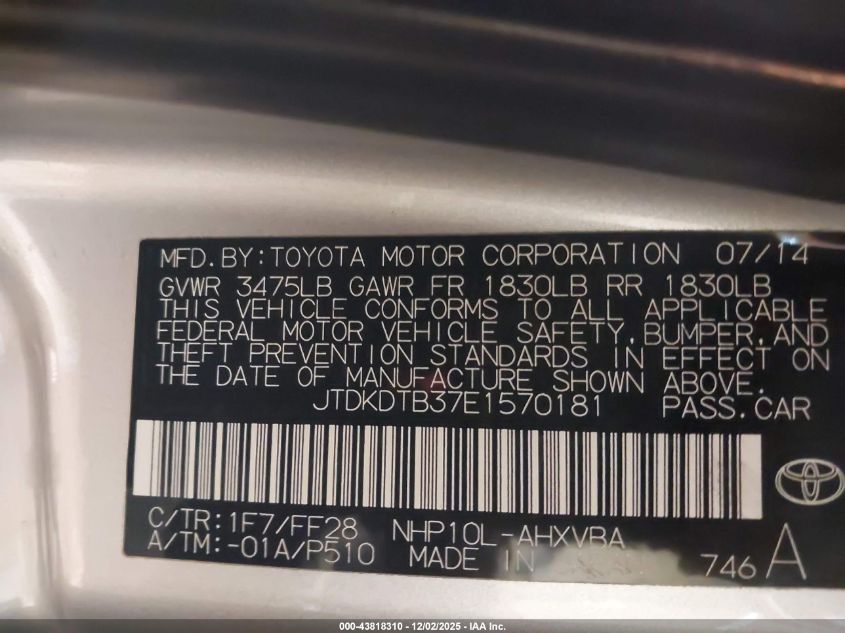 MFD.BY:TOYOTA MOTOR CORPORATION 07/14
GVWR 3475LB GAWR FR 1830LB RR 1830LB
THIS VEHICLE CONFORMS TO ALL APPLICABLE
FEDERAL MOTOR VEHICLE SAFETY,BUMPER,AND
THEFT PREVENTION STANDARDS IN EFFECT ON
THE DATE OF MANUFACTURE SHOWN ABOVE.
JTDKDTB37E1570181 PASS.CAR
C/TR:1F7/FF28 NHP10L-AHXVBA
A/TM:-01A/P510 MADE IN
746 A
000-43818310 - 12/02/2025 - IAA Inc.